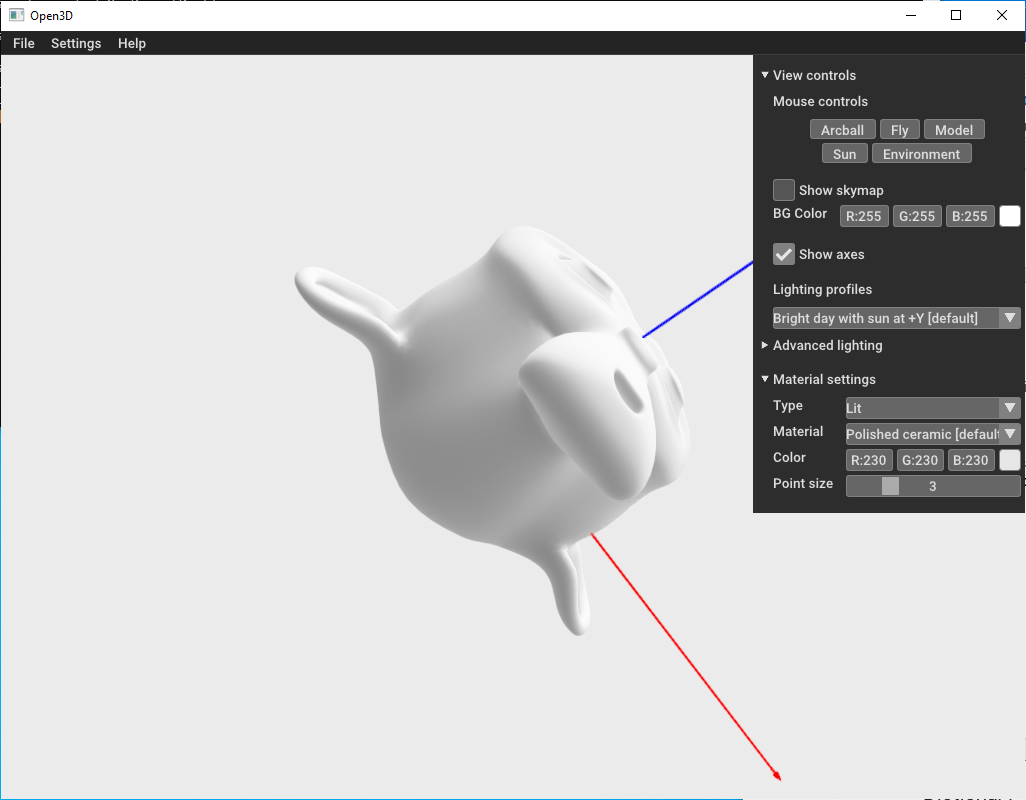 Open3D
File Settings Help
View controls
Mouse controls
Arcball Fly Model
Sun Environment
Show skymap
BG Color R:255 G:255 B:255
Show axes
Lighting profiles
Bright day with sun at +Y [default]
Advanced lighting
Material settings
Type Lit
Material Polished ceramic [defaul
Color R:230 G:230 B:230
Point size 3